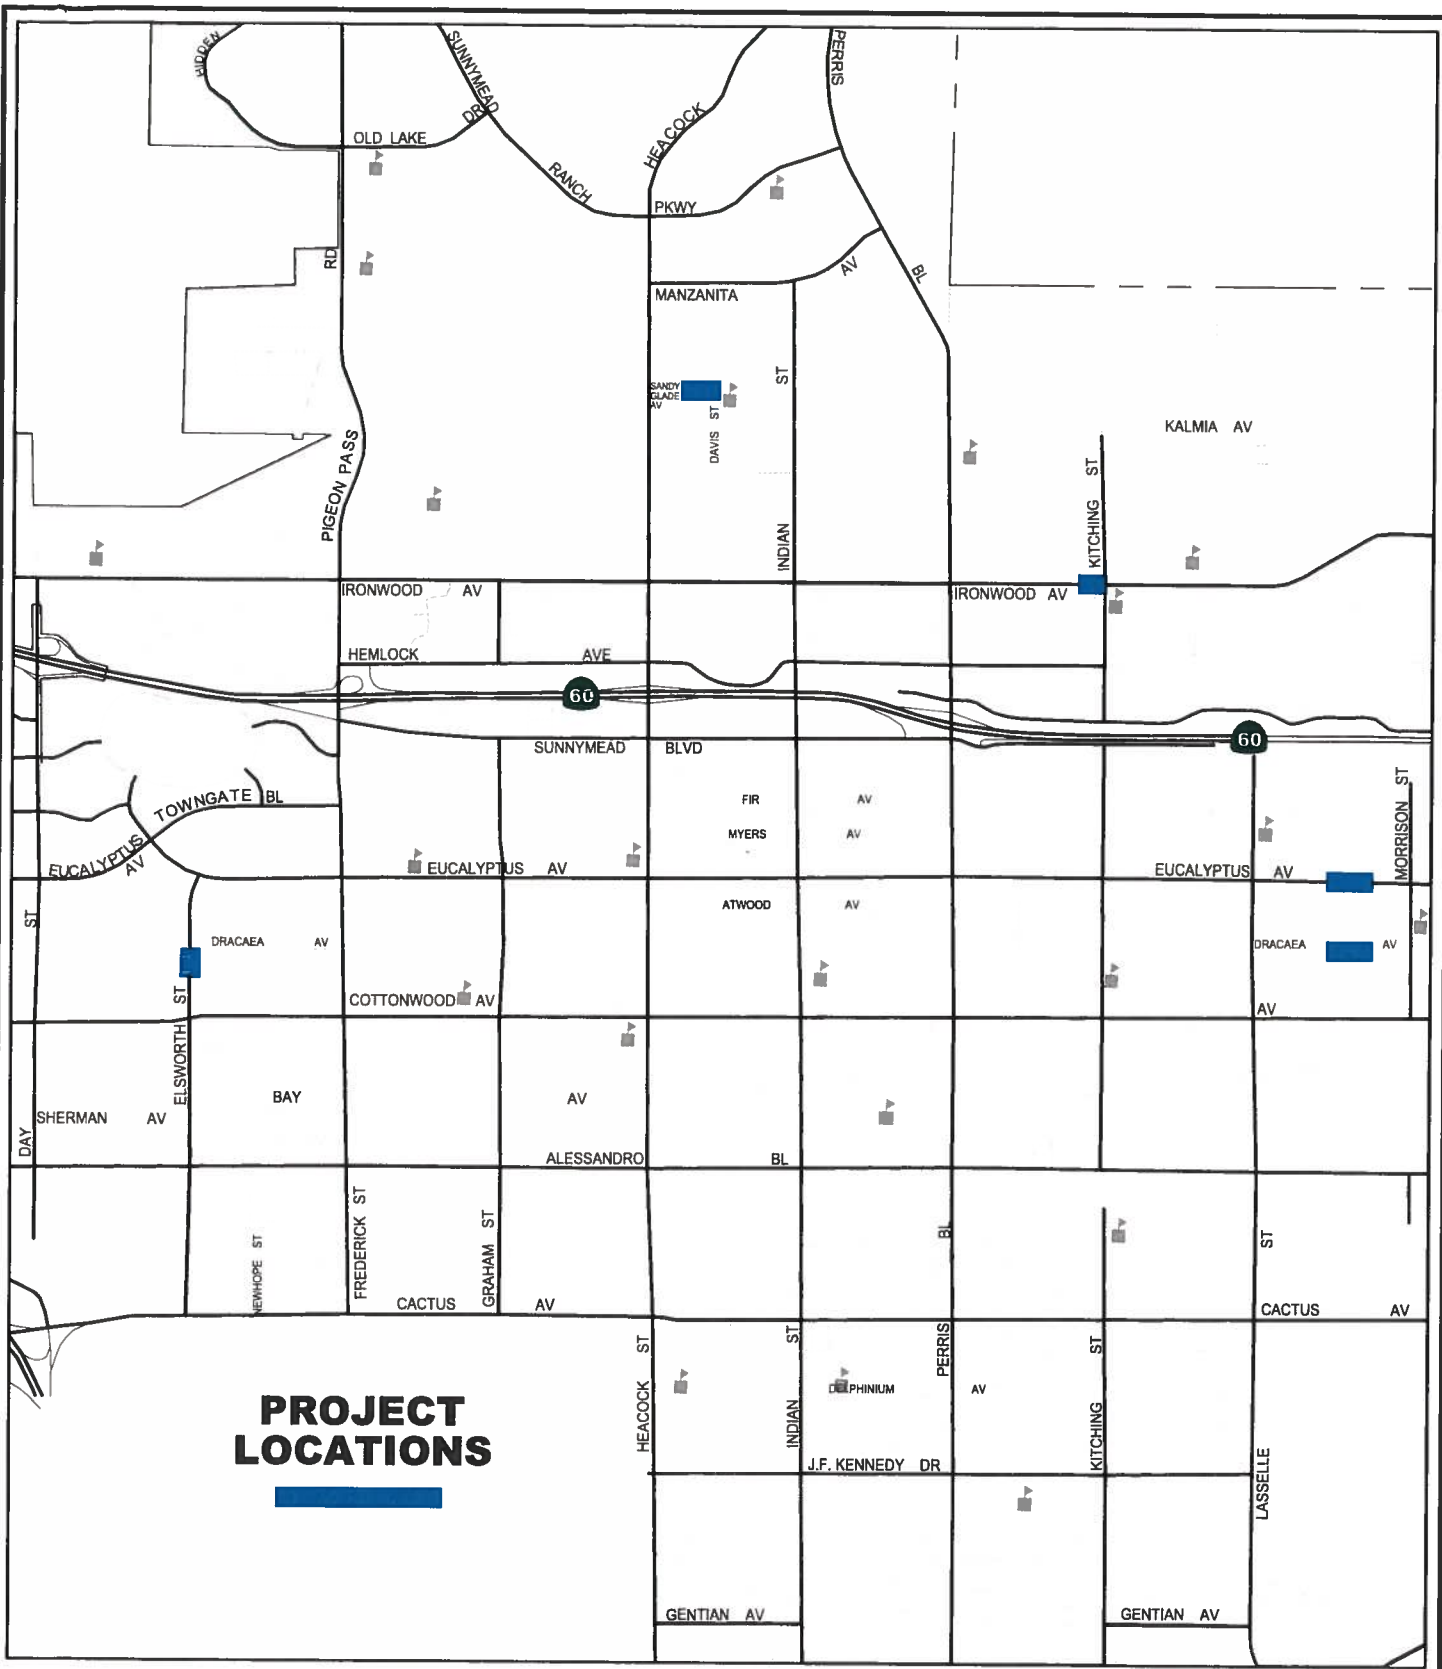 HIDDEN
SUNNYMEAD
PERRIS
OLD LAKE
DR
HEACOCK
RANCH
PKWY
RD
AV
BL
MANZANITA
ST
SANDY
GLADE
AV
DAVIS ST
KALMIA AV
PIGEON PASS
KITCHING ST
INDIAN
IRONWOOD AV
IRONWOOD AV
HEMLOCK AVE
60
60
SUNNYMEAD BLVD
TOWNGATE BL
FIR AV
MYERS AV
MORRISON ST
EUCALYPTUS
AV
EUCALYPTUS AV
EUCALYPTUS AV
ATWOOD AV
ST
DRACAEA AV
DRACAEA AV
COTTONWOOD AV
AV
ELSWORTH ST
BAY AV
SHERMAN AV
DAY
ALESSANDRO BL
FREDERICK ST
GRAHAM ST
NEWHOPE ST
BL
ST
CACTUS AV
CACTUS AV
HEACOCK ST
INDIAN ST
PERRIS
KITCHING ST
DELPHINIUM AV
PROJECT
LOCATIONS
J.F. KENNEDY DR
LASSELLE
GENTIAN AV
GENTIAN AV